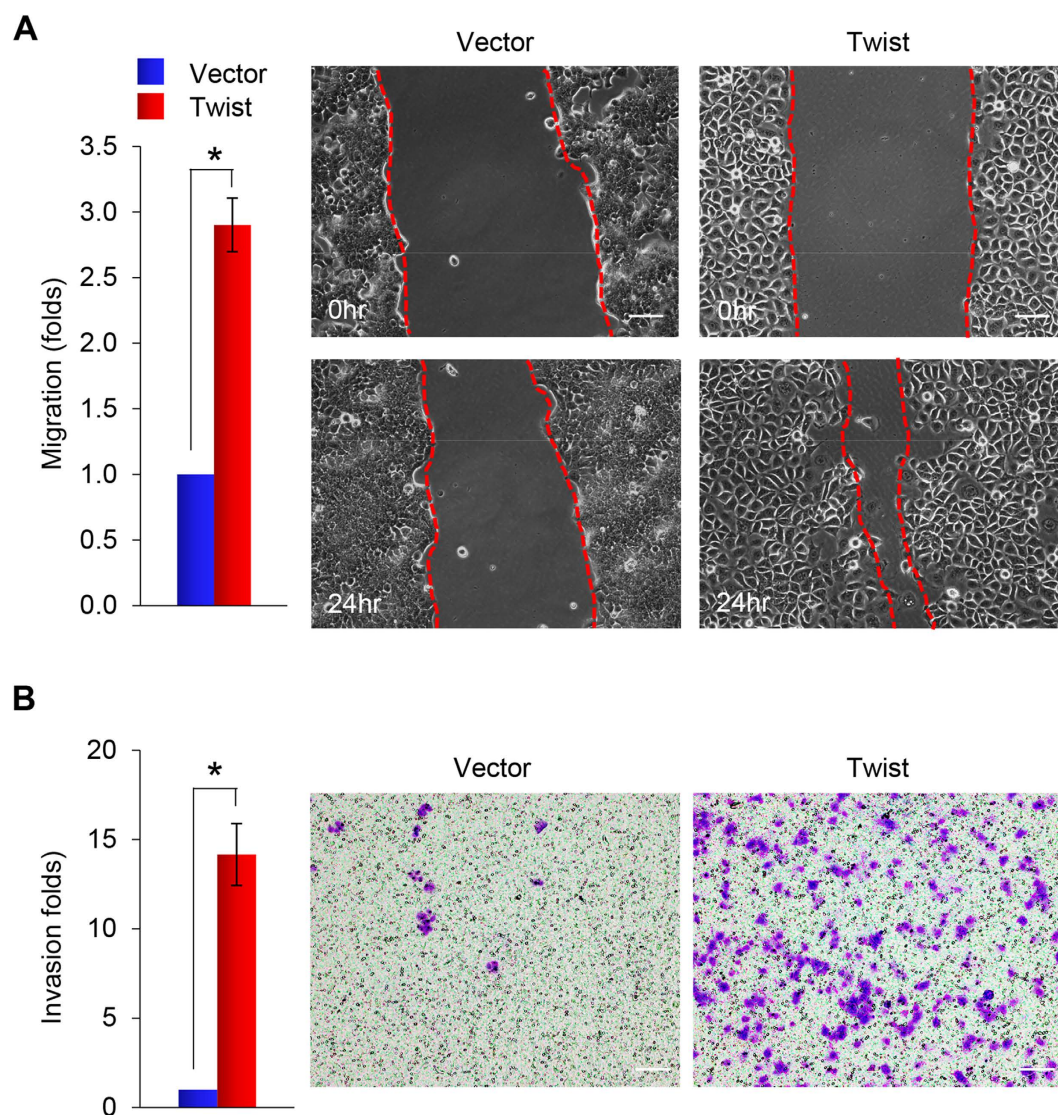 A
Vector
Twist
Migration (folds)
3.5
3.0
2.5
2.0
1.5
1.0
0.5
0.0
*
Vector
Twist
0hr
0hr
24hr
24hr
B
Invasion folds)
20
15
10
5
0
*
Vector
Twist